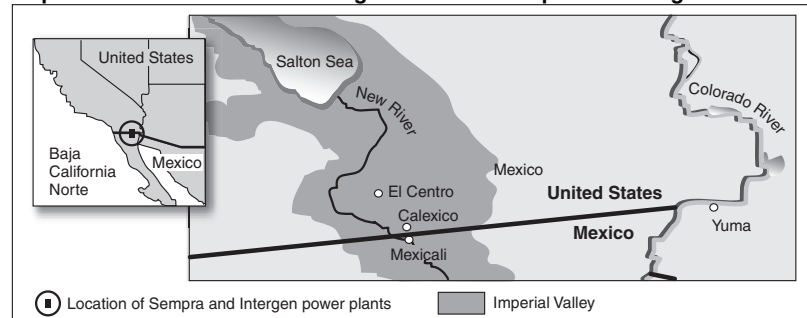 United States
Baja
California
Norte
Mexico
Salton Sea
New River
Colorado River
Mexico
El Centro
United States
Calexico
Mexico
Yuma
Mexicali
Location of Sempra and Intergen power plants
Imperial Valley